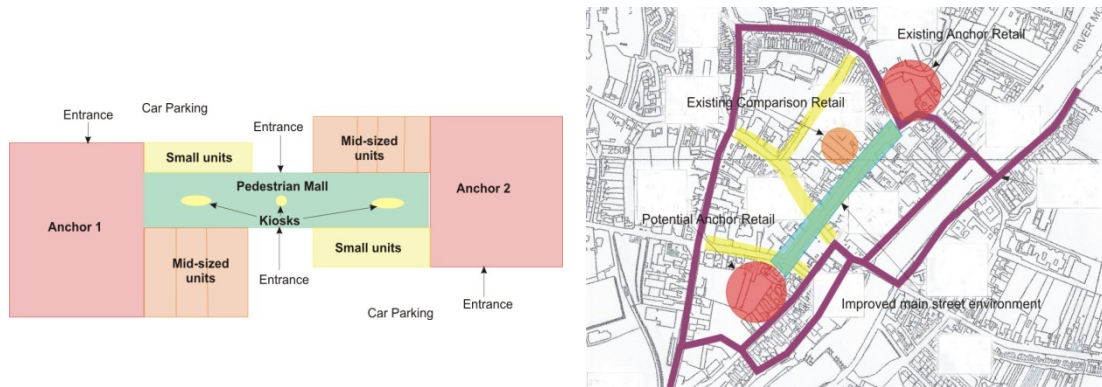 Car Parking
Entrance
Entrance
Small units
Mid-sized
units
Pedestrian Mall
Anchor 2
Kiosks
Anchor 1
Mid-sized
units
Small units
Entrance
Entrance
Car Parking
Existing Anchor Retail
RIVER MO
Existing Comparison Retail
Potential Anchor Retail
Improved main street environment